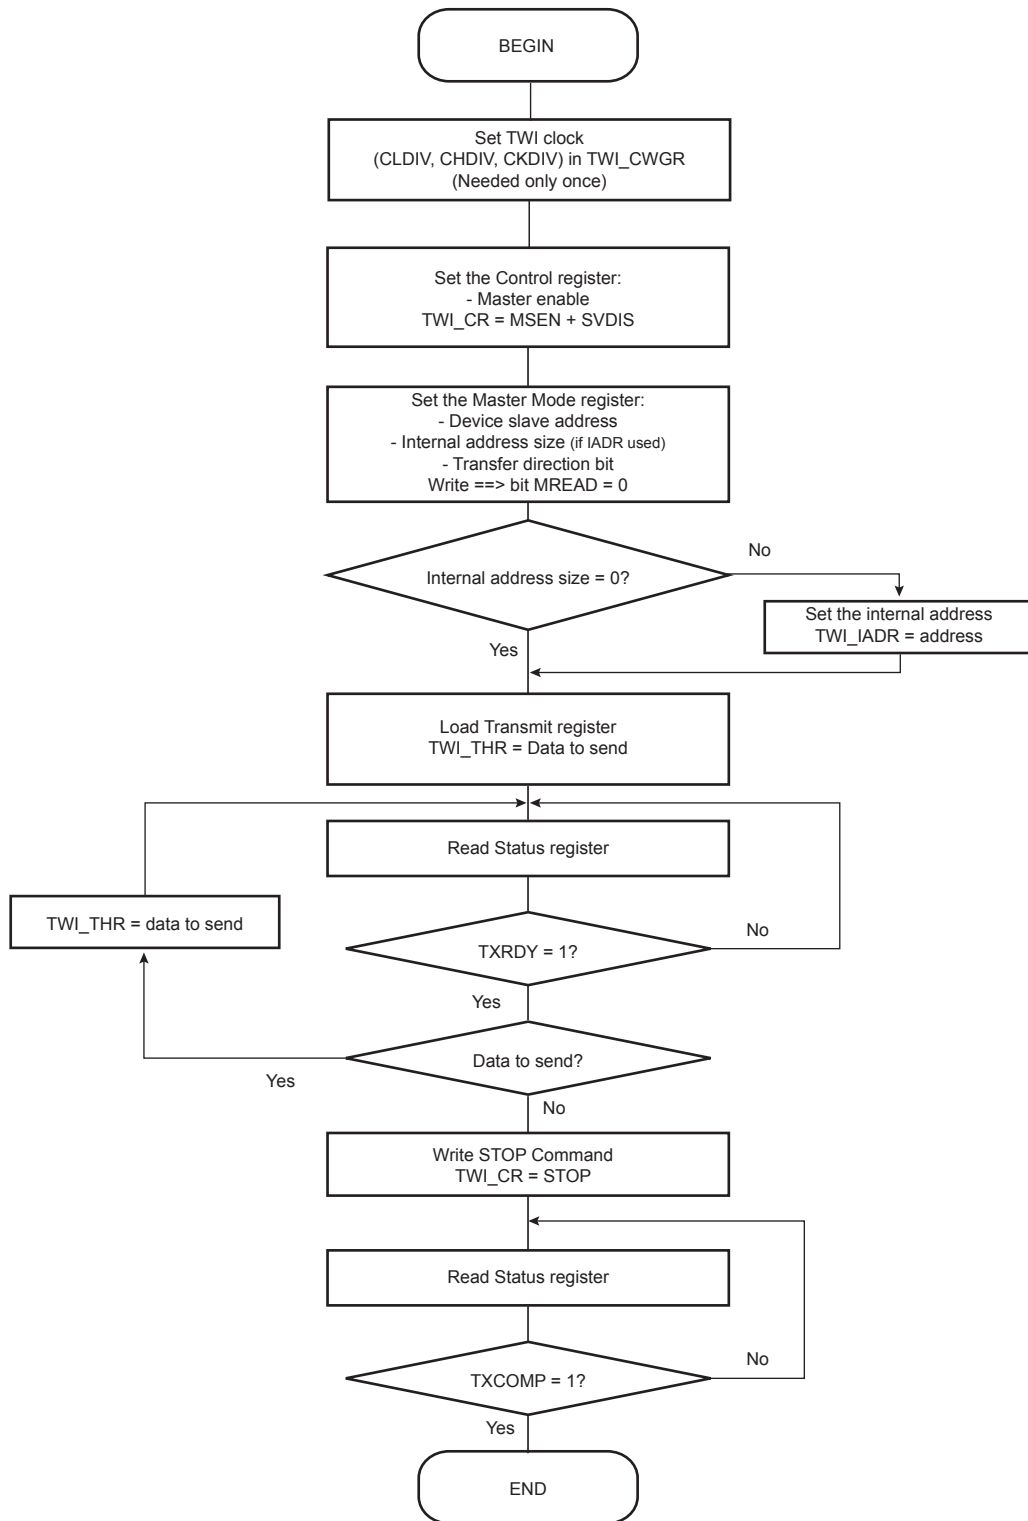 BEGIN
Set TWI clock
(CLDIV, CHDIV, CKDIV) in TWI_CWGR
(Needed only once)
Set the Control register:
- Master enable
TWI_CR = MSEN + SVDIS
Set the Master Mode register:
- Device slave address
- Internal address size (if IADR used)
- Transfer direction bit
Write ==> bit MREAD = 0
No
Internal address size = 0?
Set the internal address
TWI_IADR = address
Yes
Load Transmit register
TWI_THR = Data to send
Read Status register
TWI_THR = data to send
No
TXRDY = 1?
Yes
Data to send?
Yes
No
Write STOP Command
TWI_CR = STOP
Read Status register
No
TXCOMP = 1?
Yes
END